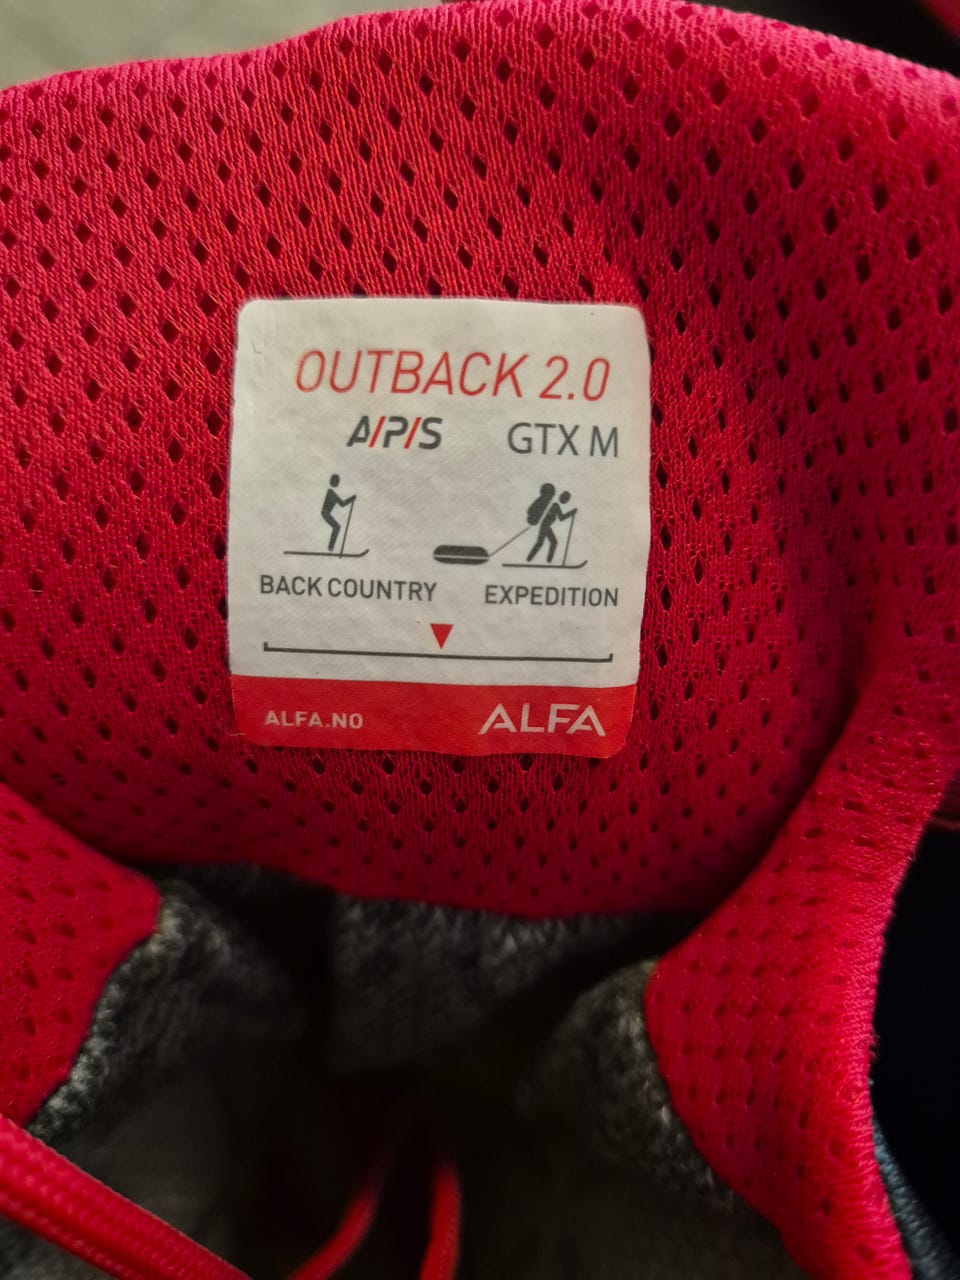 OUTBACK 2.0
A/P/S GTX M
BACK COUNTRY EXPEDITION
ALFA.NO ALFA